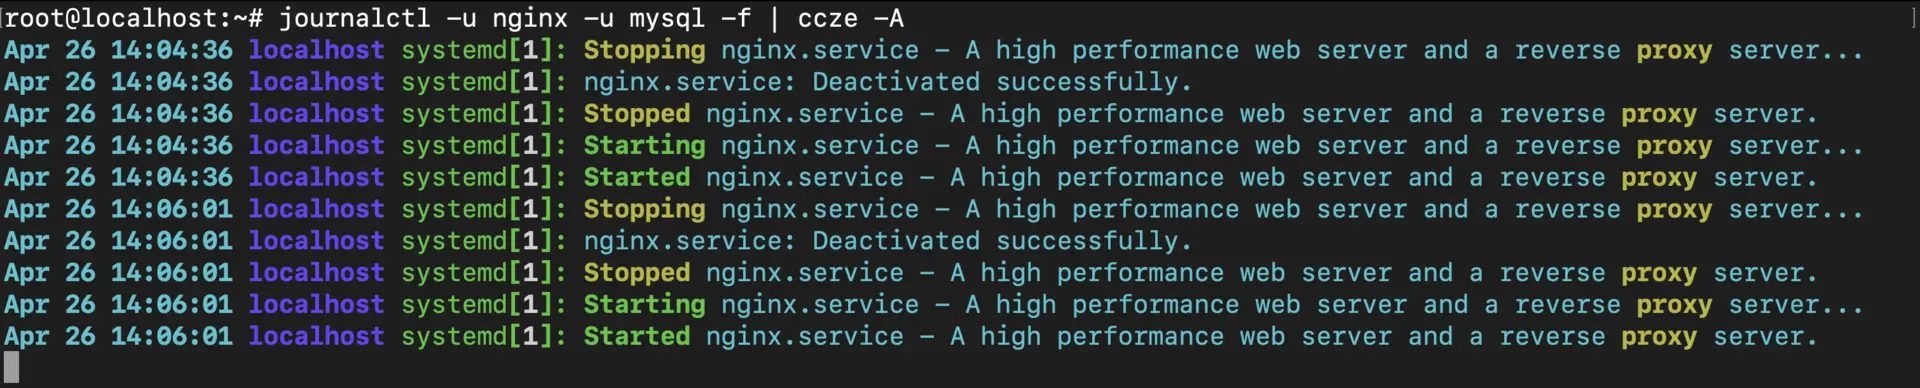 [root@localhost:~# journalctl -u nginx -u mysql -f | ccze -A ]
Apr 26 14:04:36 localhost systemd[1]: Stopping nginx.service - A high performance web server and a reverse proxy server...
Apr 26 14:04:36 localhost systemd[1]: nginx.service: Deactivated successfully.
Apr 26 14:04:36 localhost systemd[1]: Stopped nginx.service - A high performance web server and a reverse proxy server.
Apr 26 14:04:36 localhost systemd[1]: Starting nginx.service - A high performance web server and a reverse proxy server...
Apr 26 14:04:36 localhost systemd[1]: Started nginx.service - A high performance web server and a reverse proxy server.
Apr 26 14:06:01 localhost systemd[1]: Stopping nginx.service - A high performance web server and a reverse proxy server...
Apr 26 14:06:01 localhost systemd[1]: nginx.service: Deactivated successfully.
Apr 26 14:06:01 localhost systemd[1]: Stopped nginx.service - A high performance web server and a reverse proxy server.
Apr 26 14:06:01 localhost systemd[1]: Starting nginx.service - A high performance web server and a reverse proxy server...
Apr 26 14:06:01 localhost systemd[1]: Started nginx.service - A high performance web server and a reverse proxy server.